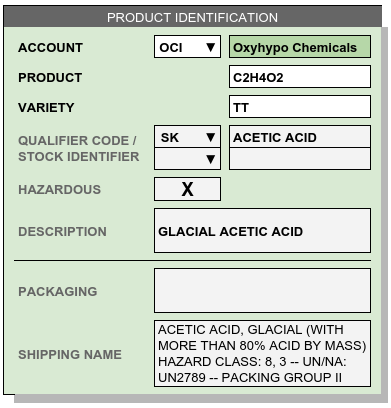 PRODUCT IDENTIFICATION
ACCOUNT OCI ▼ Oxyhypo Chemicals
PRODUCT C2H4O2
VARIETY TT
QUALIFIER CODE / SK ▼ ACETIC ACID
STOCK IDENTIFIER ▼
HAZARDOUS X
DESCRIPTION GLACIAL ACETIC ACID
PACKAGING
SHIPPING NAME
ACETIC ACID, GLACIAL (WITH
MORE THAN 80% ACID BY MASS)
HAZARD CLASS: 8, 3 -- UN/NA:
UN2789 -- PACKING GROUP II